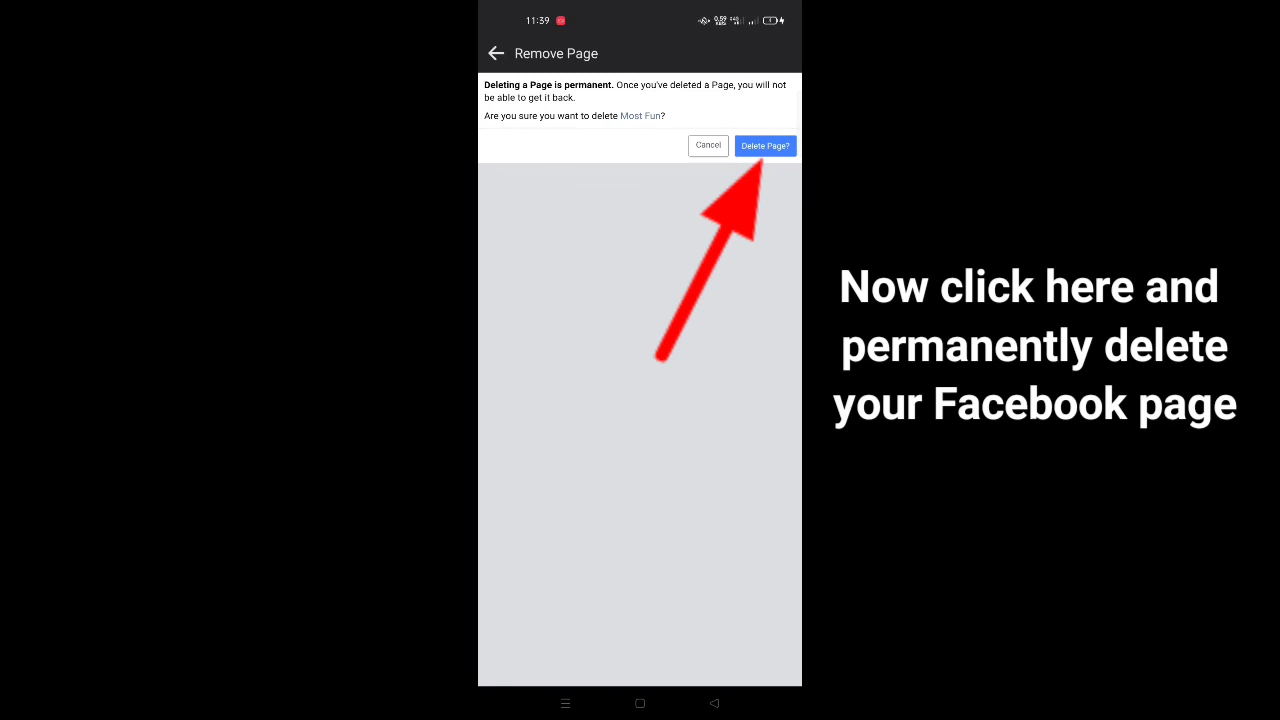 11:39
0.59
Remove Page
Deleting a Page is permanent. Once you've deleted a Page, you will not
be able to get it back.
Are you sure you want to delete Most Fun?
Cancel
Delete Page?
Now click here and
permanently delete
your Facebook page